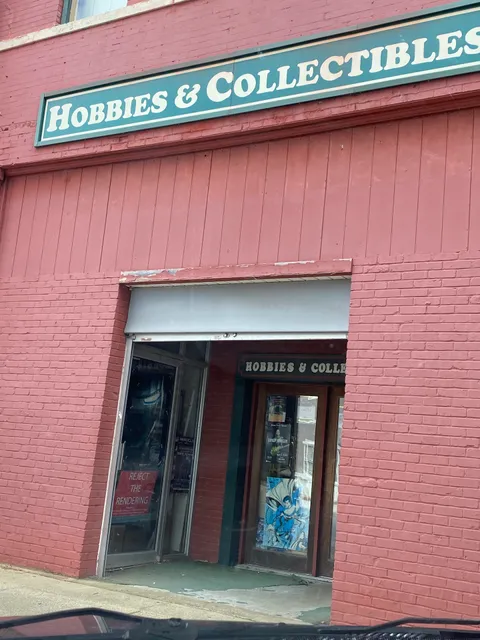 HOBBIES & COLLECTIBLES
HOBBIES & COLLE
REJECT
THE
RENDERING